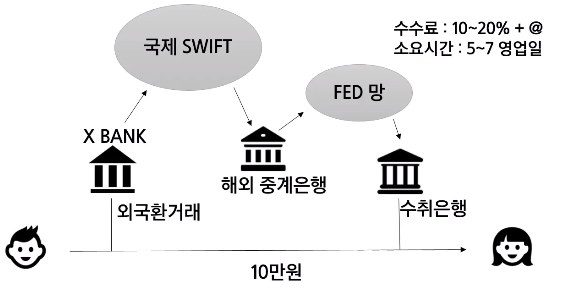 국제 SWIFT
수수료 : 10~20% + @
소요시간 : 5~7 영업일
FED 망
X BANK
해외 중계은행
외국환거래
수취은행
10만원